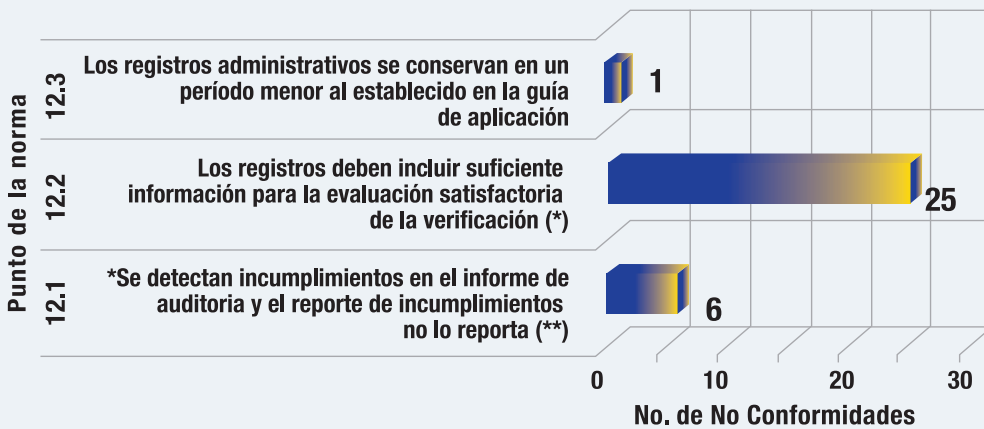 Punto de la norma
12.3
Los registros administrativos se conservan en un
período menor al establecido en la guía
de aplicación
1
12.2
Los registros deben incluir suficiente
información para la evaluación satisfactoria
de la verificación (*)
25
12.1
*Se detectan incumplimientos en el informe de
auditoria y el reporte de incumplimientos
no lo reporta (**)
6
0 10 20 30
No. de No Conformidades